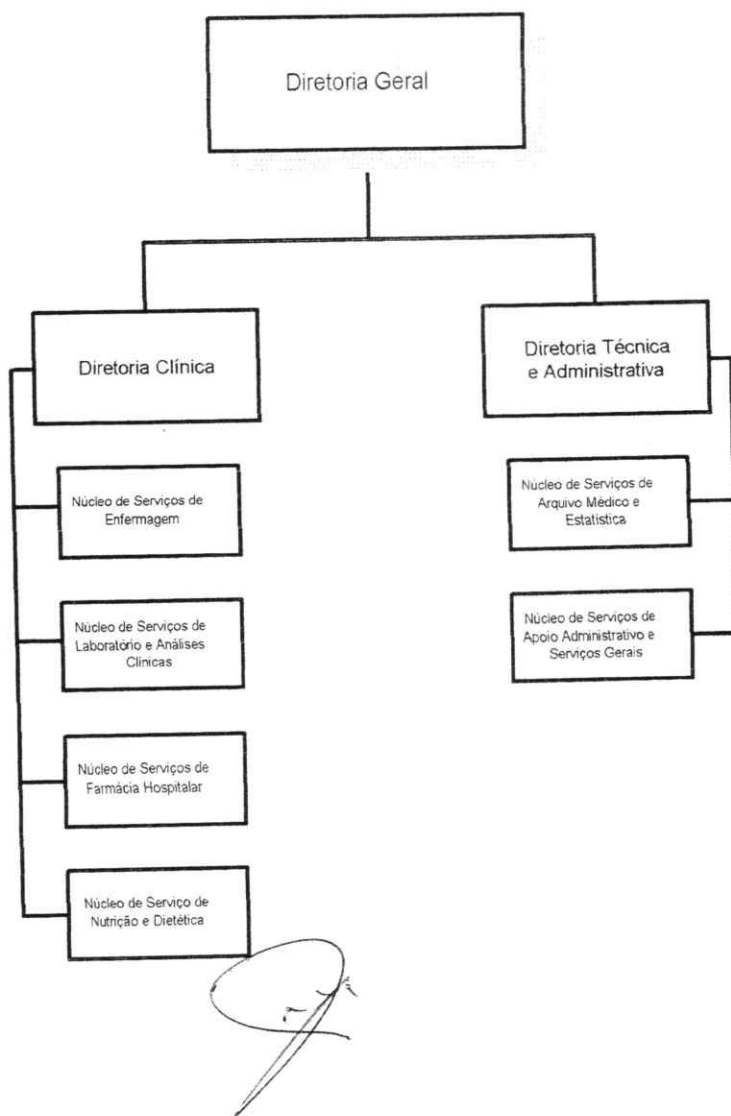 Diretoria Geral
Diretoria Clínica
Diretoria Técnica
e Administrativa
Núcleo de Serviços de
Enfermagem
Núcleo de Serviços de
Arquivo Médico e
Estatística
Núcleo de Serviços de
Laboratório e Análises
Clínicas
Núcleo de Serviços de
Apoio Administrativo e
Serviços Gerais
Núcleo de Serviços de
Farmácia Hospitalar
Núcleo de Serviço de
Nutrição e Dietética